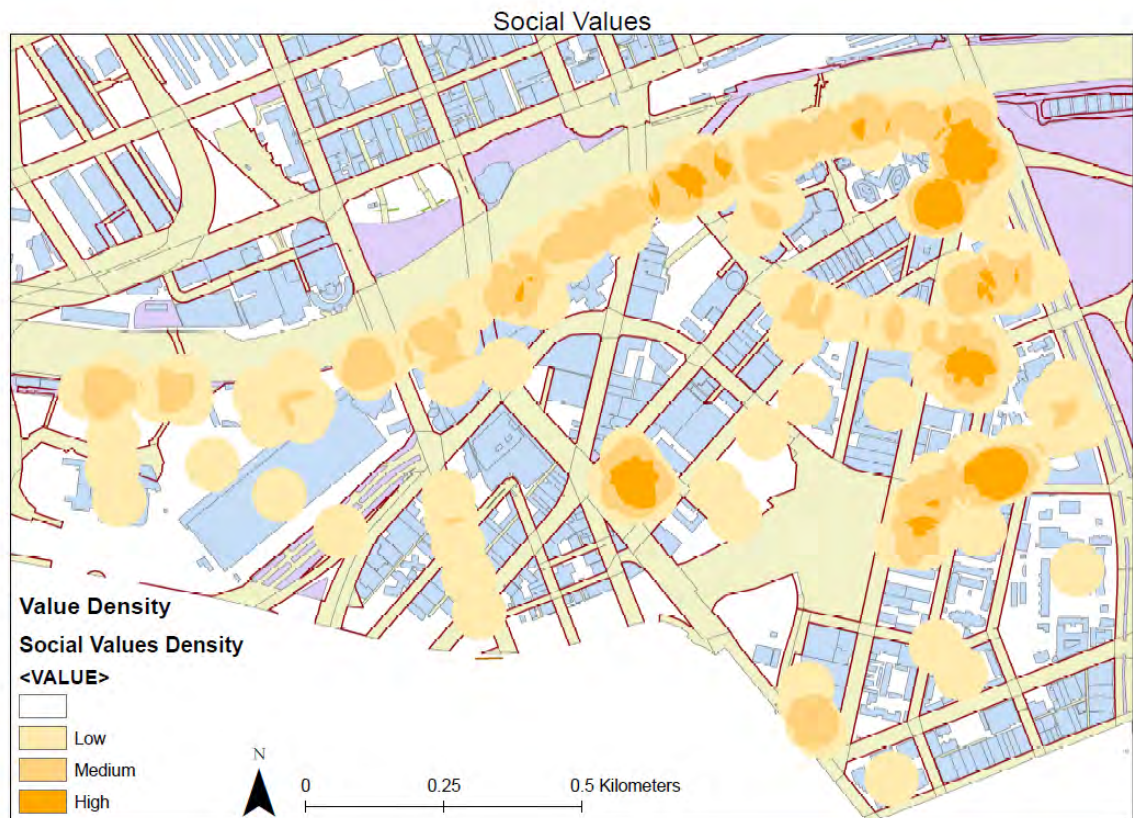 Social Values
Value Density
Social Values Density
<VALUE>
Low
Medium
High
N
0 0.25 0.5 Kilometers